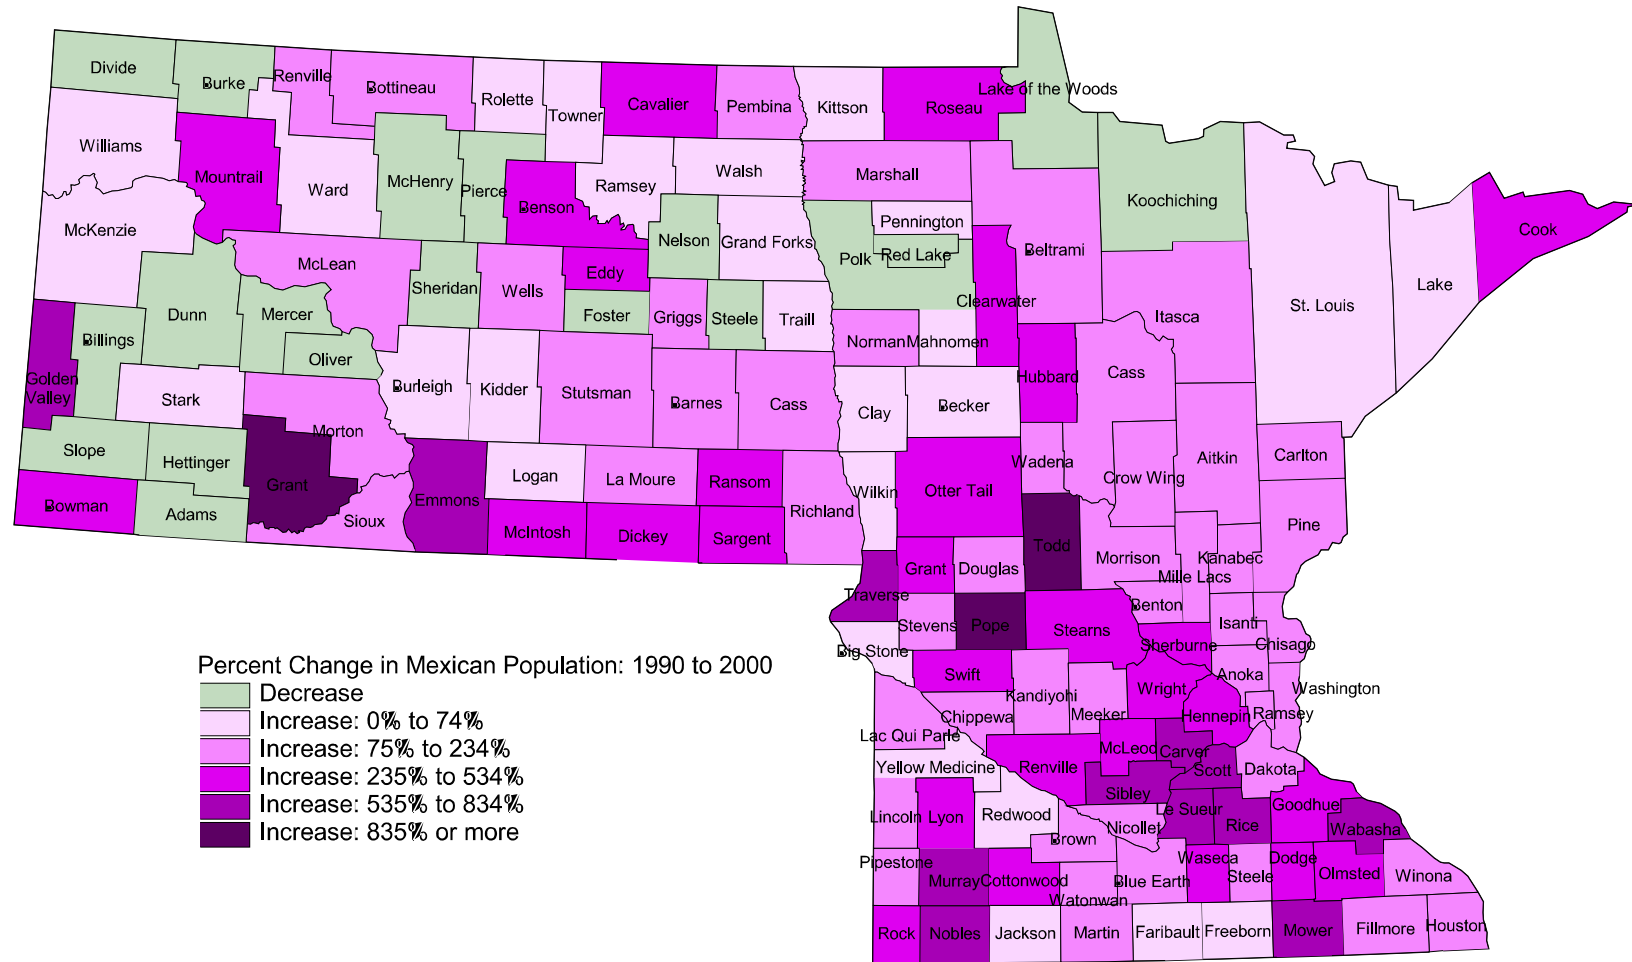 Divide
Burke
Renville
Bottineau
Rolette
Towner
Cavalier
Pembina
Kittson
Roseau
Lake of the Woods
Williams
Mountrail
Ward
McHenry
Pierce
Benson
Ramsey
Walsh
Marshall
Pennington
Beltrami
Koochiching
St. Louis
Lake
Cook
McKenzie
McLean
Sheridan
Wells
Eddy
Nelson
Grand Forks
Polk
Red Lake
Clearwater
Itasca
Billings
Dunn
Mercer
Oliver
Foster
Griggs
Steele
Traill
Norman
Mahnomen
Hubbard
Cass
Golden
Valley
Stark
Morton
Burleigh
Kidder
Stutsman
Barnes
Cass
Clay
Becker
Wadena
Crow Wing
Aitkin
Carlton
Slope
Hettinger
Grant
Emmons
Logan
La Moure
Ransom
Richland
Wilkin
Otter Tail
Todd
Morrison
Pine
Bowman
Adams
Sioux
McIntosh
Dickey
Sargent
Traverse
Grant
Douglas
Mille Lacs
Kanabec
Benton
Isanti
Chisago
Stevens
Pope
Stearns
Sherburne
Big Stone
Swift
Kandiyohi
Meeker
Wright
Anoka
Washington
Hennepin
Ramsey
Lac Qui Parle
Chippewa
Yellow Medicine
Renville
McLeod
Carver
Scott
Dakota
Sibley
Lincoln
Lyon
Redwood
Brown
Nicollet
e Sueur
Rice
Goodhue
Wabasha
Pipestone
Murray
Cottonwood
Watonwan
Blue Earth
Waseca
Steele
Dodge
Olmsted
Winona
Rock
Nobles
Jackson
Martin
Faribault
Freeborn
Mower
Fillmore
Houston
Percent Change in Mexican Population: 1990 to 2000
Decrease
Increase: 0% to 74%
Increase: 75% to 234%
Increase: 235% to 534%
Increase: 535% to 834%
Increase: 835% or more